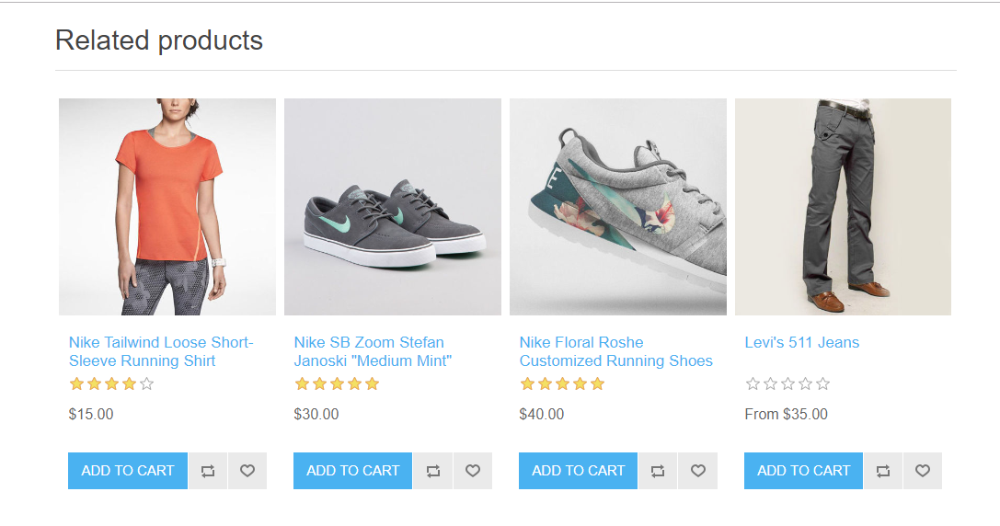 Related products
Nike Tailwind Loose Short-
Sleeve Running Shirt
$15.00
ADD TO CART
Nike SB Zoom Stefan
Janoski "Medium Mint"
$30.00
ADD TO CART
Nike Floral Roshe
Customized Running Shoes
$40.00
ADD TO CART
Levi's 511 Jeans
From $35.00
ADD TO CART